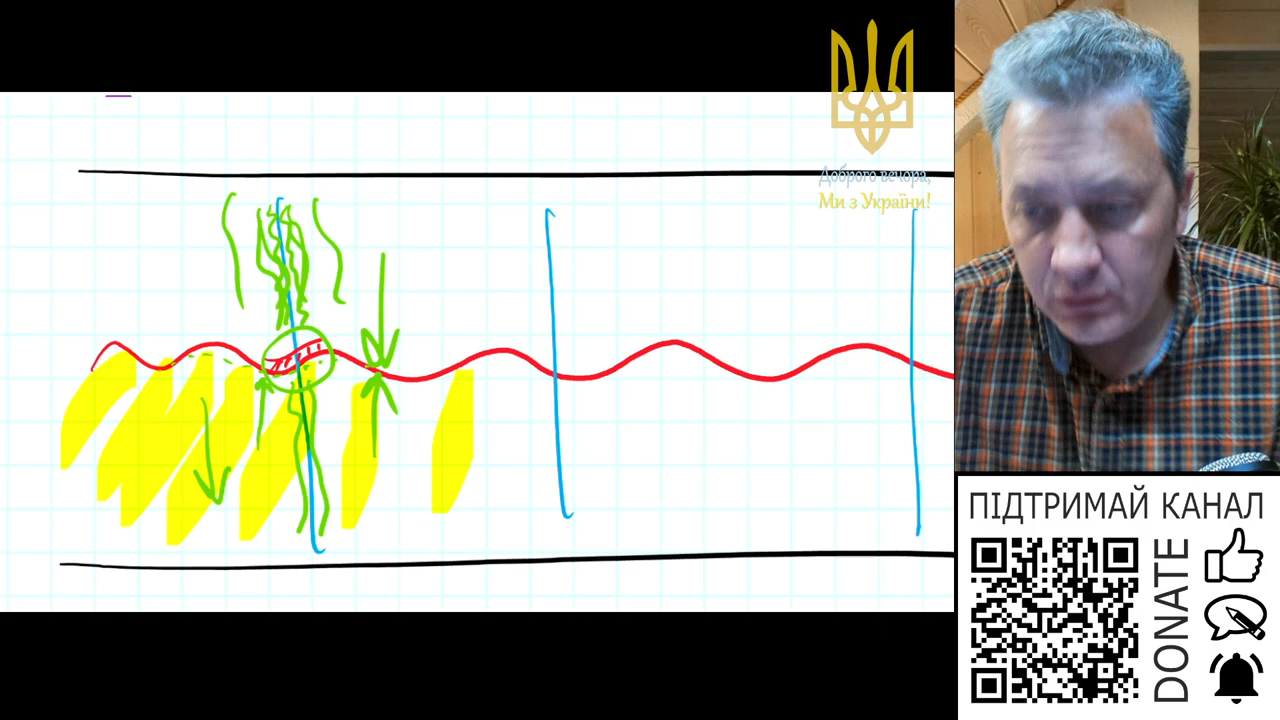 Доброго вечора,
Ми з України!
ПІДТРИМАЙ КАНАЛ
DONATE